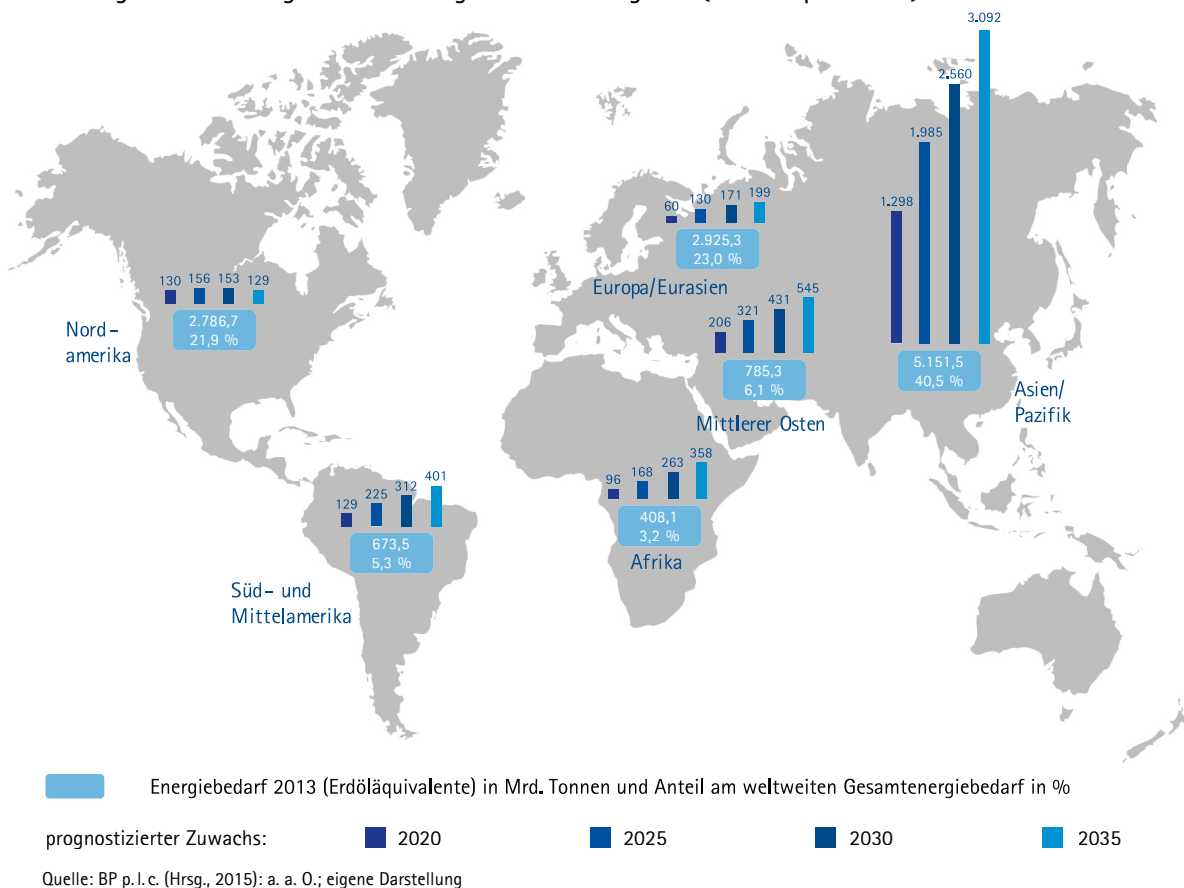 3.092
2.560
1.985
1.298
5.151,5
40,5 %
Asien/
Pazifik
60 130 171 199
2.925,3
23,0 %
Europa/Eurasien
130 156 153 129
2.786,7
21,9 %
Nord-
amerika
206 321 431 545
785,3
6,1 %
Mittlerer Osten
96 168 263 358
408,1
3,2 %
Afrika
129 225 312 401
673,5
5,3 %
Süd- und
Mittelamerika
Energiebedarf 2013 (Erdöläquivalente) in Mrd. Tonnen und Anteil am weltweiten Gesamtenergiebedarf in %
prognostizierter Zuwachs: 2020 2025 2030 2035
Quelle: BP p.l.c. (Hrsg., 2015): a. a. O.; eigene Darstellung